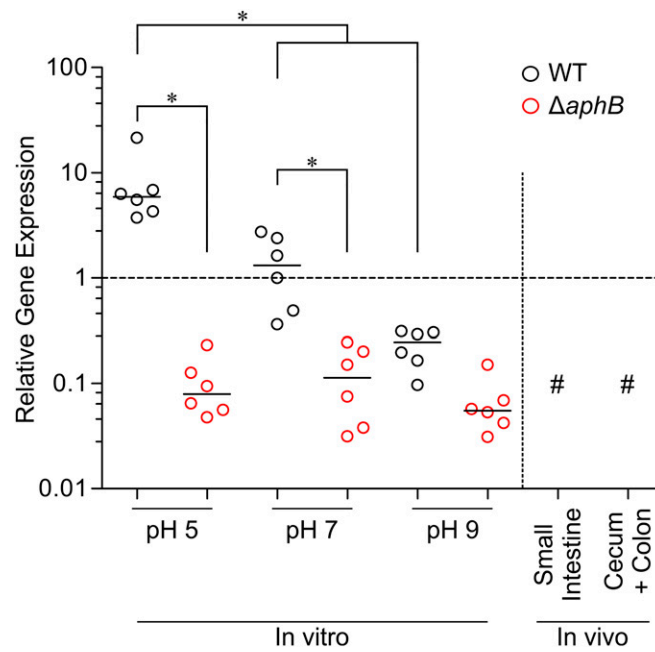 *
100
WT
ΔaphB
*
10
*
1
0.1
# #
0.01
Relative Gene Expression
pH 5 pH 7 pH 9
Small
Intestine
Cecum
+ Colon
In vitro In vivo